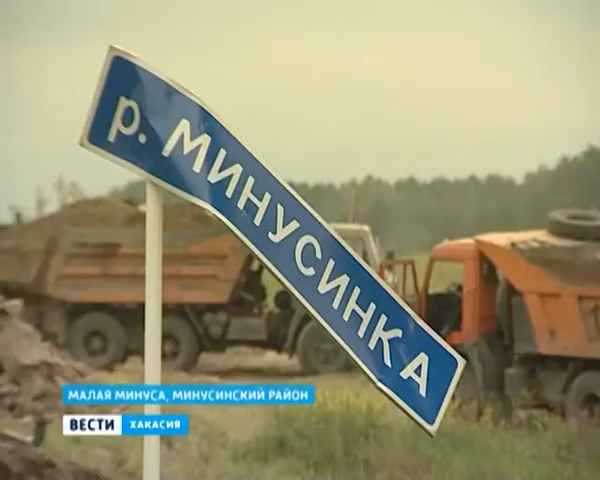 р. МИНУСИНКА
МАЛАЯ МИНУСА, МИНУСИНСКИЙ РАЙОН
ВЕСТИ ХАКАСИЯ